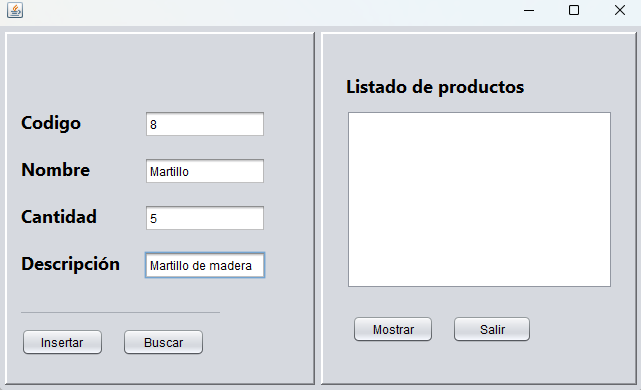 Codigo
8
Nombre
Martillo
Cantidad
5
Descripción
Martillo de madera
Insertar
Buscar
Listado de productos
Mostrar
Salir